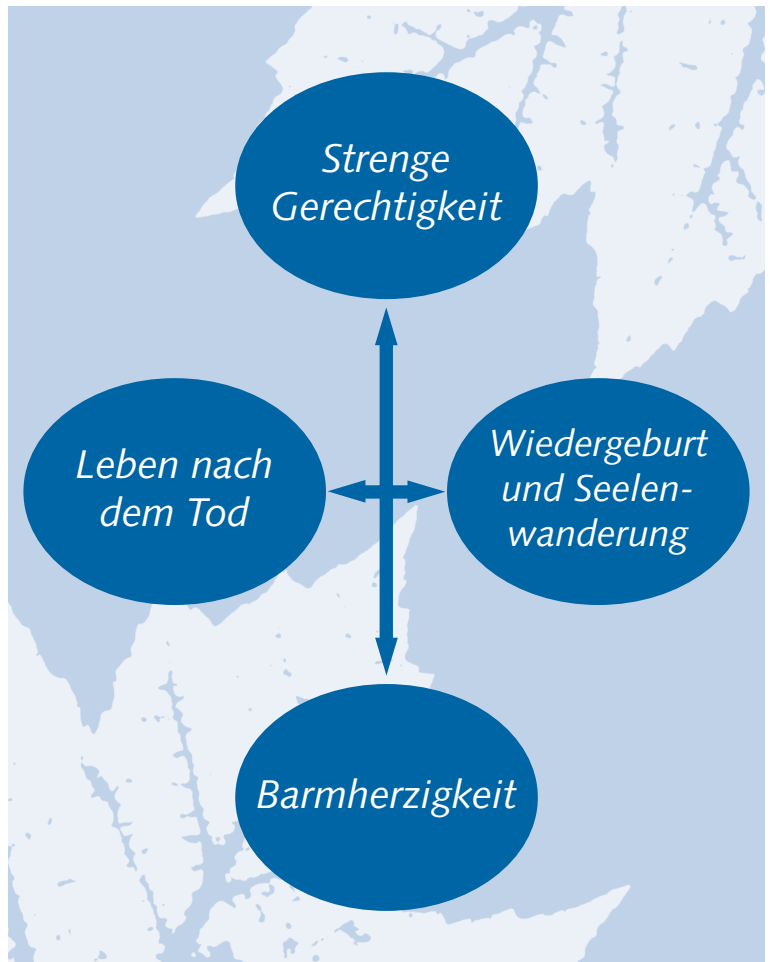 Strenge
Gerechtigkeit
Leben nach
dem Tod
Wiedergeburt
und Seelen-
wanderung
Barmherzigkeit